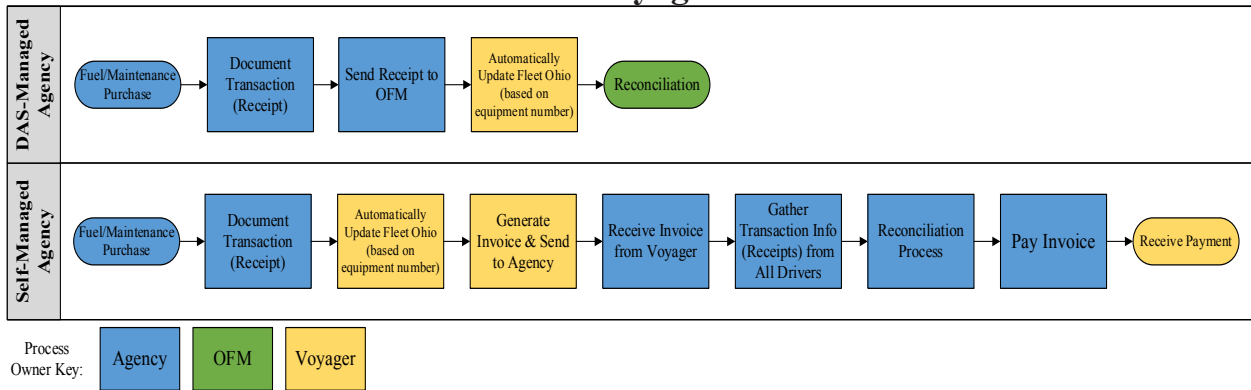 DAS-Managed
Agency
Fuel/Maintenance
Purchase
Document
Transaction
(Receipt)
Send Receipt to
OFM
Automatically
Update Fleet Ohio
(based on
equipment number)
Reconciliation
Self-Managed
Agency
Fuel/Maintenance
Purchase
Document
Transaction
(Receipt)
Automatically
Update Fleet Ohio
(based on
equipment number)
Generate
Invoice & Send
to Agency
Receive Invoice
from Voyager
Gather
Transaction Info
(Receipts) from
All Drivers
Reconciliation
Process
Pay Invoice
Receive Payment
Process
Owner Key:
Agency
OFM
Voyager